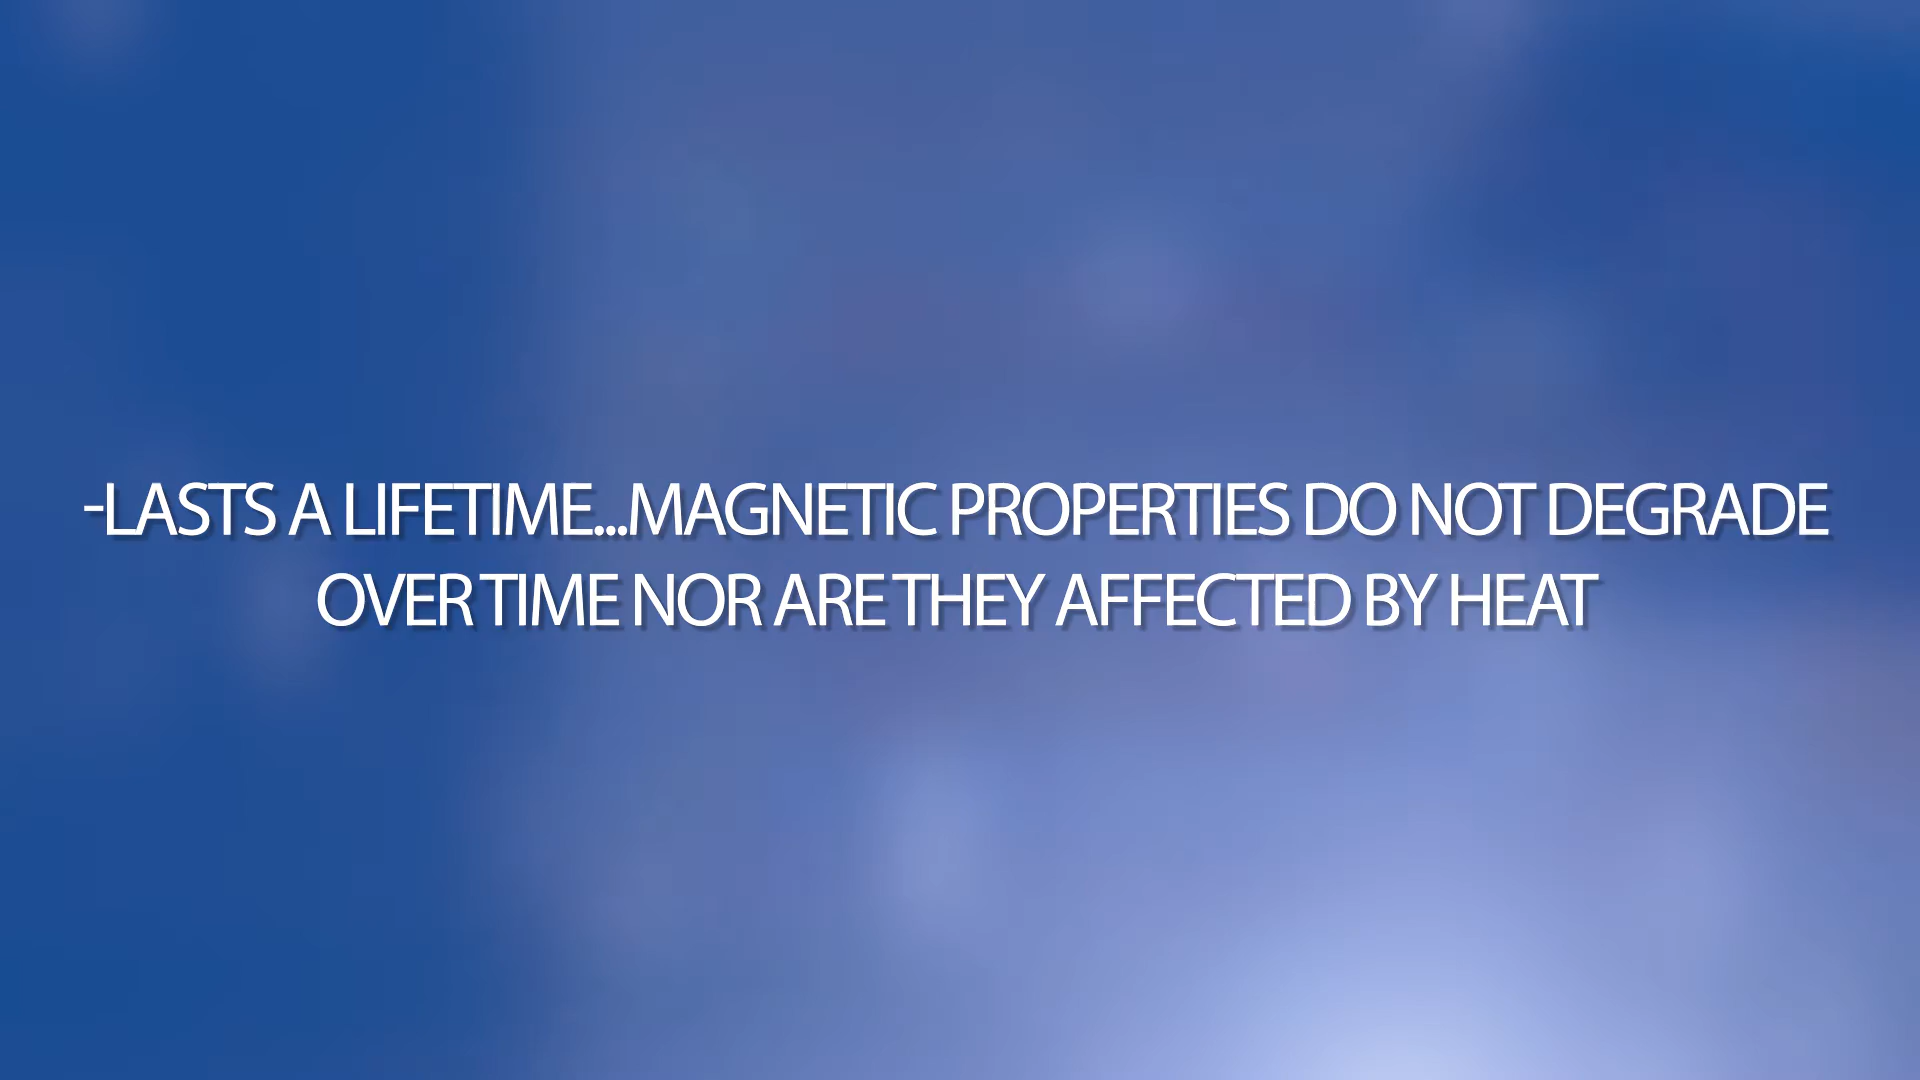 -LASTS A LIFETIME...MAGNETIC PROPERTIES DO NOT DEGRADE
OVER TIME NOR ARE THEY AFFECTED BY HEAT